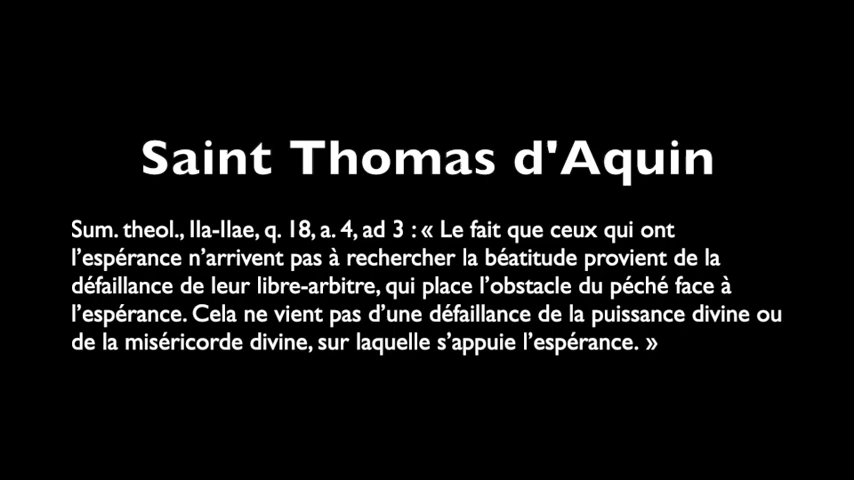 Saint Thomas d'Aquin
Sum. theol., IIa-IIae, q. 18, a. 4, ad 3 : « Le fait que ceux qui ont
l’espérance n’arrivent pas à rechercher la béatitude provient de la
défaillance de leur libre-arbitre, qui place l’obstacle du péché face à
l’espérance. Cela ne vient pas d’une défaillance de la puissance divine ou
de la miséricorde divine, sur laquelle s’appuie l’espérance. »